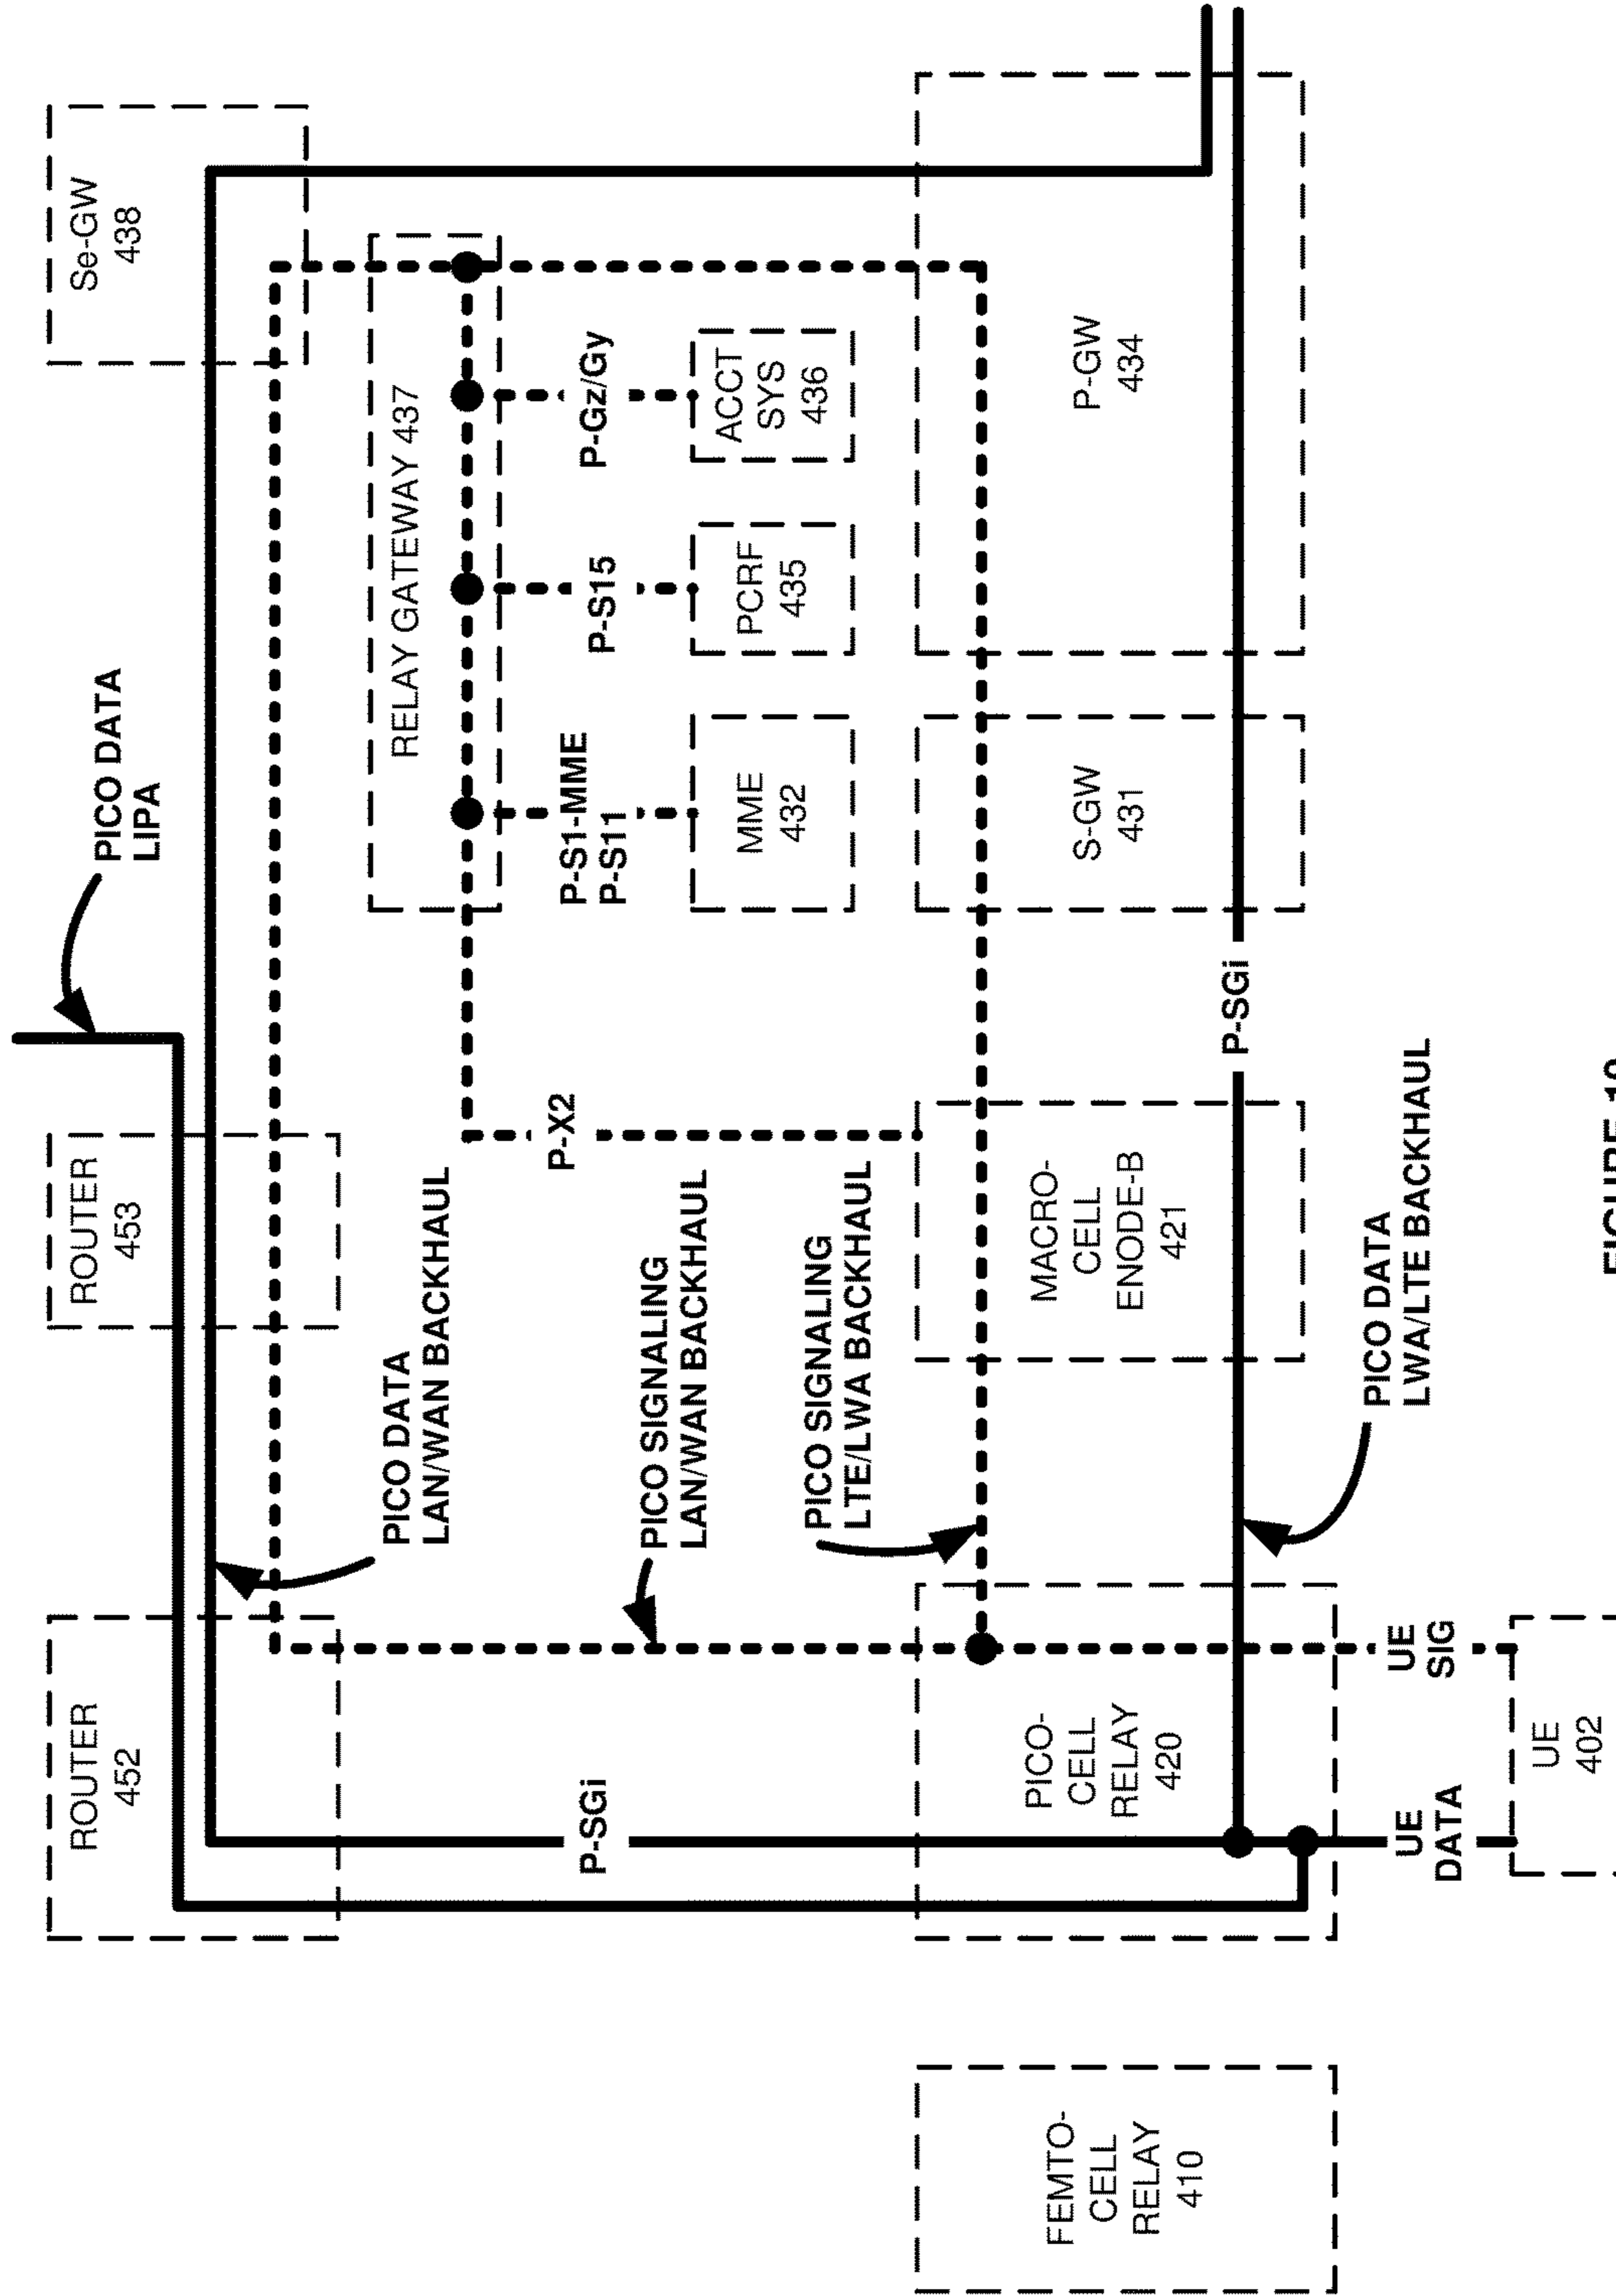 PICO DATA
LIPA
ROUTER
452
ROUTER
453
Se-GW
438
PICO DATA
LAN/WAN BACKHAUL
RELAY GATEWAY 437
P-SGi
PICO SIGNALING
LAN/WAN BACKHAUL
P-X2
P-S1-MME
P-S11
P-S15
P-Gz/Gy
PICO SIGNALING
LTE/LWA BACKHAUL
MME
432
PCRF
435
ACCT
SYS
436
FEMTO-
CELL
RELAY
410
PICO-
CELL
RELAY
420
MACRO-
CELL
ENODE-B
421
S-GW
431
P-GW
434
P-SGi
PICO DATA
LWA/LTE BACKHAUL
UE
DATA
UE
SIG
UE
402